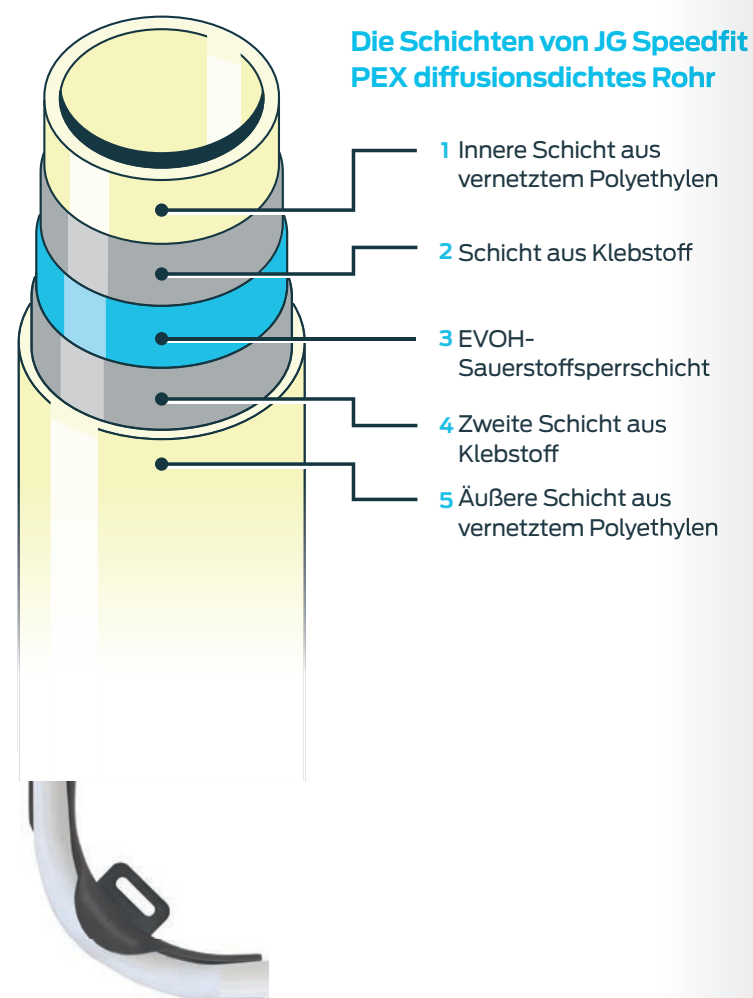 Die Schichten von JG Speedfit
PEX diffusionsdichtes Rohr
1 Innere Schicht aus
vernetztem Polyethylen
2 Schicht aus Klebstoff
3 EVOH-
Sauerstoffsperrschicht
4 Zweite Schicht aus
Klebstoff
5 Äußere Schicht aus
vernetztem Polyethylen